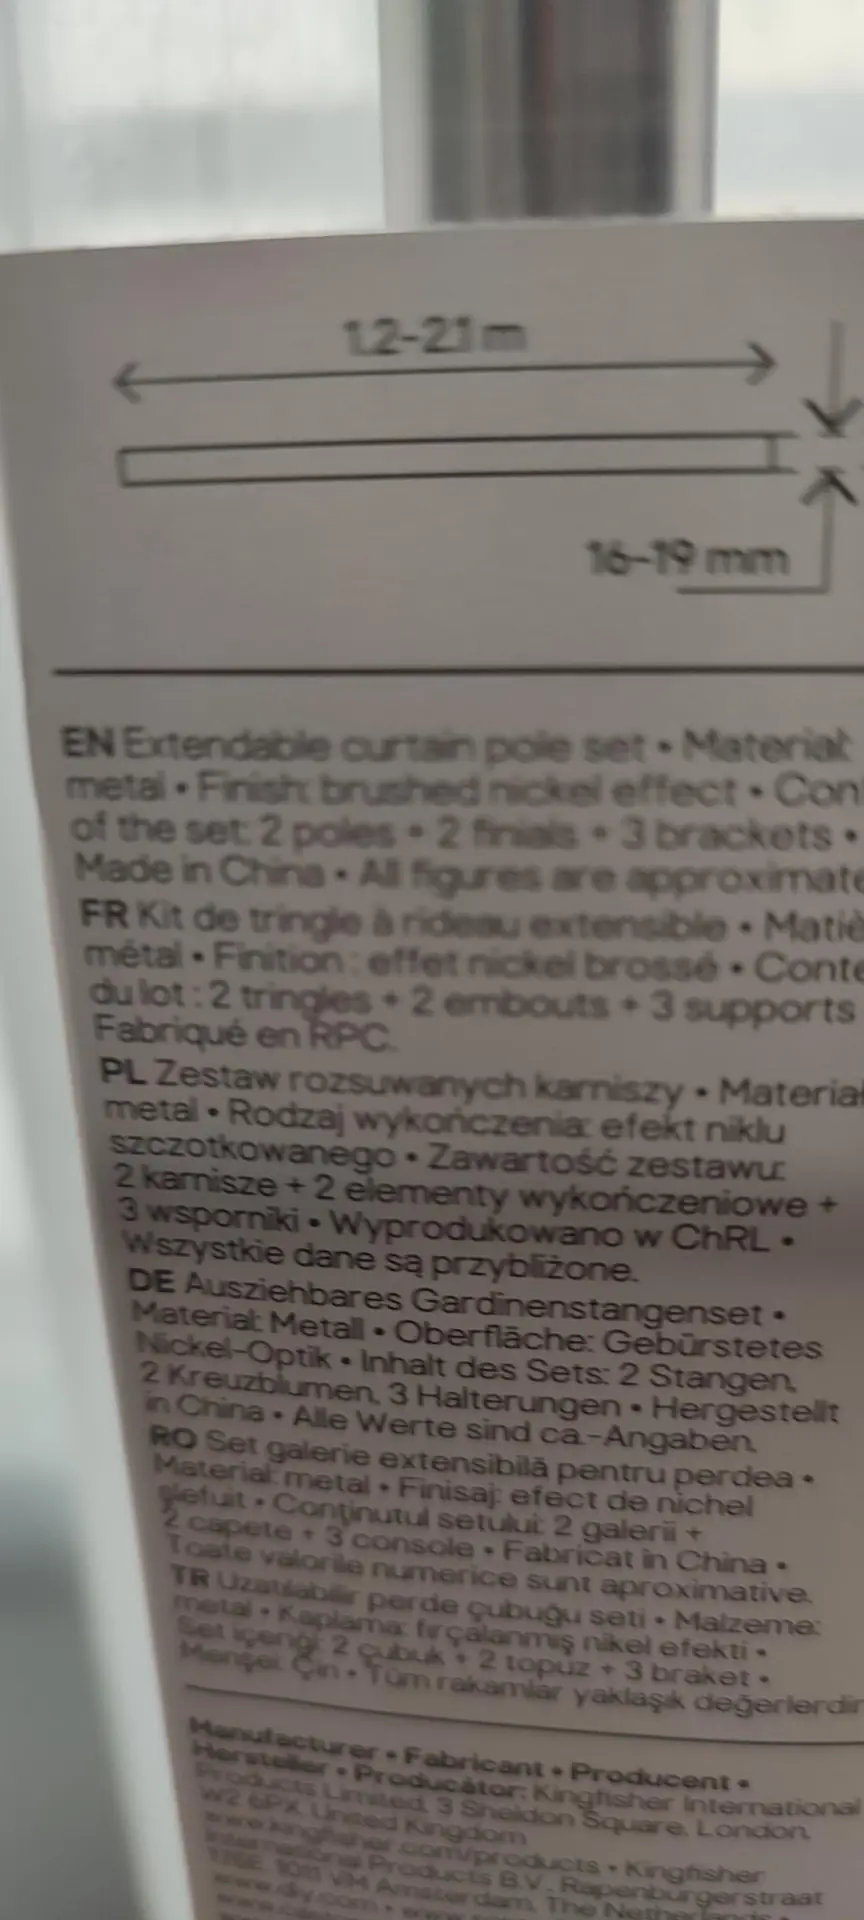 1.2-2.1 m
16-19 mm
EN Extendable curtain pole set • Material:
metal • Finish: brushed nickel effect • Con
of the set: 2 poles + 2 finials + 3 brackets •
Made in China • All figures are approximate
FR Kit de tringle à rideau extensible • Matiè
métal • Finition : effet nickel brossé • Conte
du lot : 2 tringles + 2 embouts + 3 supports
Fabriqué en RPC.
PL Zestaw rozsuwanych karniszy • Materiał
metal • Rodzaj wykończenia: efekt niklu
szczotkowanego • Zawartość zestawu:
2 karnisze + 2 elementy wykończeniowe +
3 wsporniki • Wyprodukowano w ChRL •
Wszystkie dane są przybliżone.
DE Ausziehbares Gardinenstangenset •
Material: Metall • Oberfläche: Gebürstetes
Nickel-Optik • Inhalt des Sets: 2 Stangen,
2 Kreuzblumen, 3 Halterungen • Hergestellt
in China • Alle Werte sind ca.-Angaben.
RO Set galerie extensibilă pentru perdea •
Material: metal • Finisaj: efect de nichel
șlefuit • Conținutul setului: 2 galerii +
2 capete + 3 console • Fabricat în China •
Toate valorile numerice sunt aproximative.
TR Uzatılabilir perde çubuğu seti • Malzeme:
metal • Kaplama: fırçalanmış nikel efekti •
Set içeriği: 2 çubuk + 2 topuz + 3 braket •
Menşei: Çin • Tüm rakamlar yaklaşık değerlerdir
Manufacturer • Fabricant • Producent •
Hersteller • Producător: Kingfisher International
Products Limited, 3 Sheldon Square, London,
W2 6PX, United Kingdom
www.kingfisher.com/products • Kingfisher
International Products B.V., Rapenburgerstraat
175E, 1011 VM Amsterdam, The Netherlands •
www.diy.com •